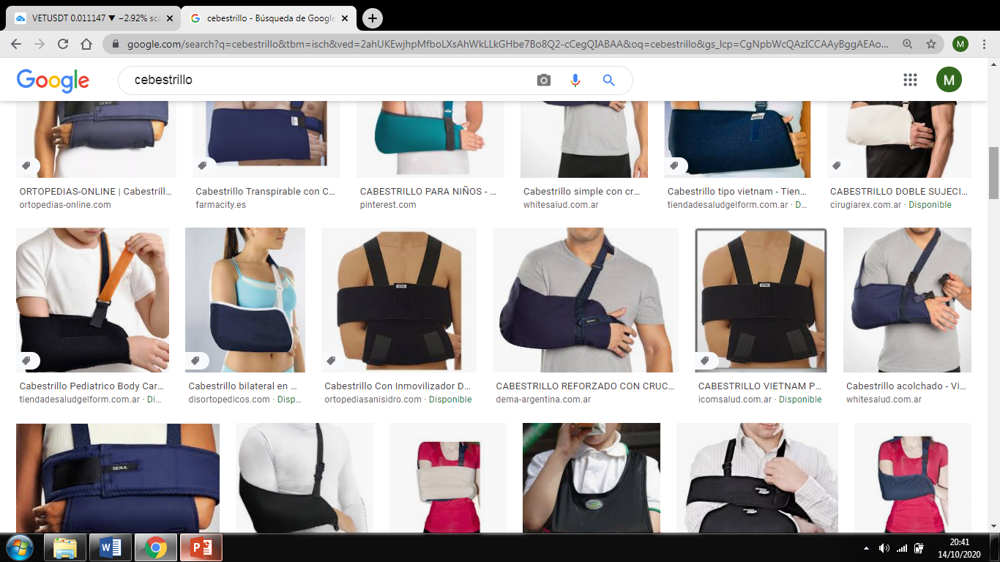 VETUSDT 0.011147 ▼ −2.92% sca
cebestrillo - Búsqueda de Google
google.com/search?q=cebestrillo&tbm=isch&ved=2ahUKEwjhpMfboLXsAhWkLLkGHbe7Bo8Q2-cCegQIABAA&oq=cebestrillo&gs_lcp=CgNpbWcQAzICCAAyBggAEAo...
M
Google
cebestrillo
M
ORTOPEDIAS-ONLINE | Cabestrill...
ortopedias-online.com
Cabestrillo Transpirable con C...
farmacity.es
CABESTRILLO PARA NIÑOS - ...
pinterest.com
Cabestrillo simple con cr...
whitesalud.com.ar
Cabestrillo tipo vietnam - Tien...
tiendadesaludgelform.com.ar · D...
CABESTRILLO DOBLE SUJECI...
cirugiarex.com.ar · Disponible
Cabestrillo Pediatrico Body Car...
tiendadesaludgelform.com.ar · Di...
Cabestrillo bilateral en ...
disortopedicos.com · Disp...
Cabestrillo Con Inmovilizador D...
ortopediasanisidro.com · Disponible
CABESTRILLO REFORZADO CON CRUC...
dema-argentina.com.ar
CABESTRILLO VIETNAM P...
icomsalud.com.ar · Disponible
Cabestrillo acolchado - Vi...
whitesalud.com.ar
D.E.M.A.
20:41
14/10/2020